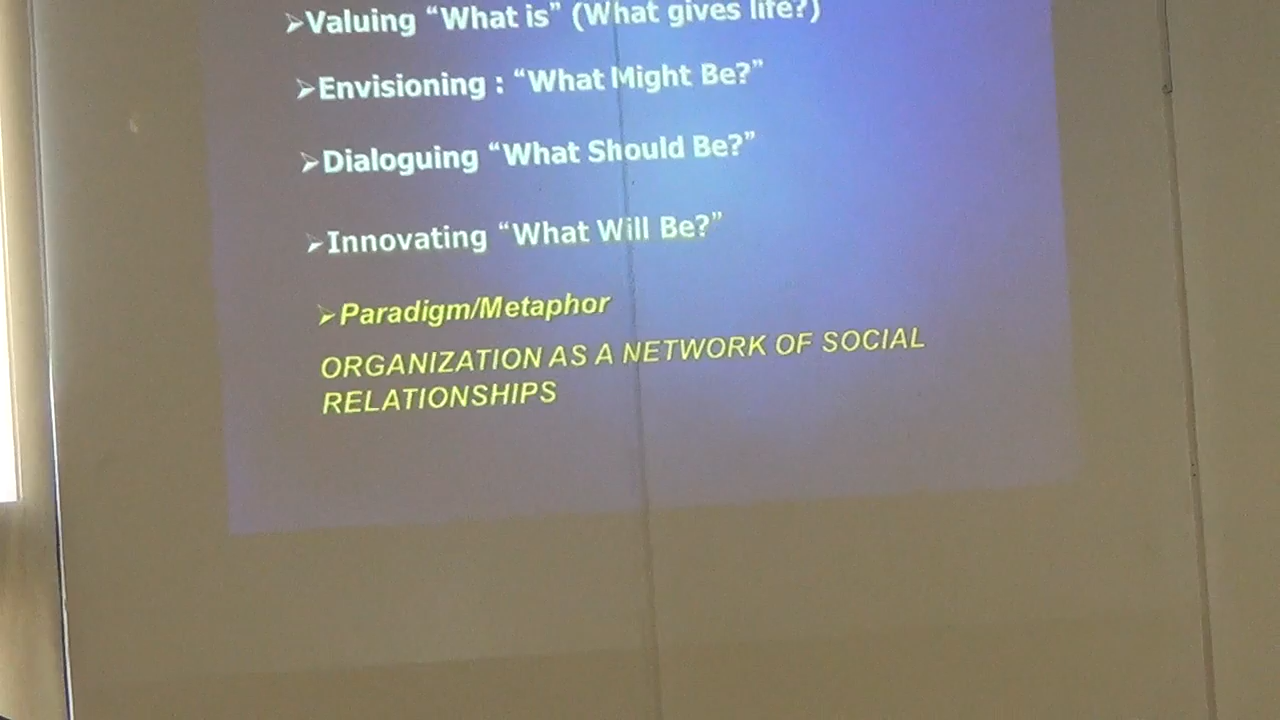 ➢Valuing “What is” (What gives life?)
➢Envisioning : “What Might Be?”
➢Dialoguing “What Should Be?”
➢Innovating “What Will Be?”
➢Paradigm/Metaphor
ORGANIZATION AS A NETWORK OF SOCIAL
RELATIONSHIPS